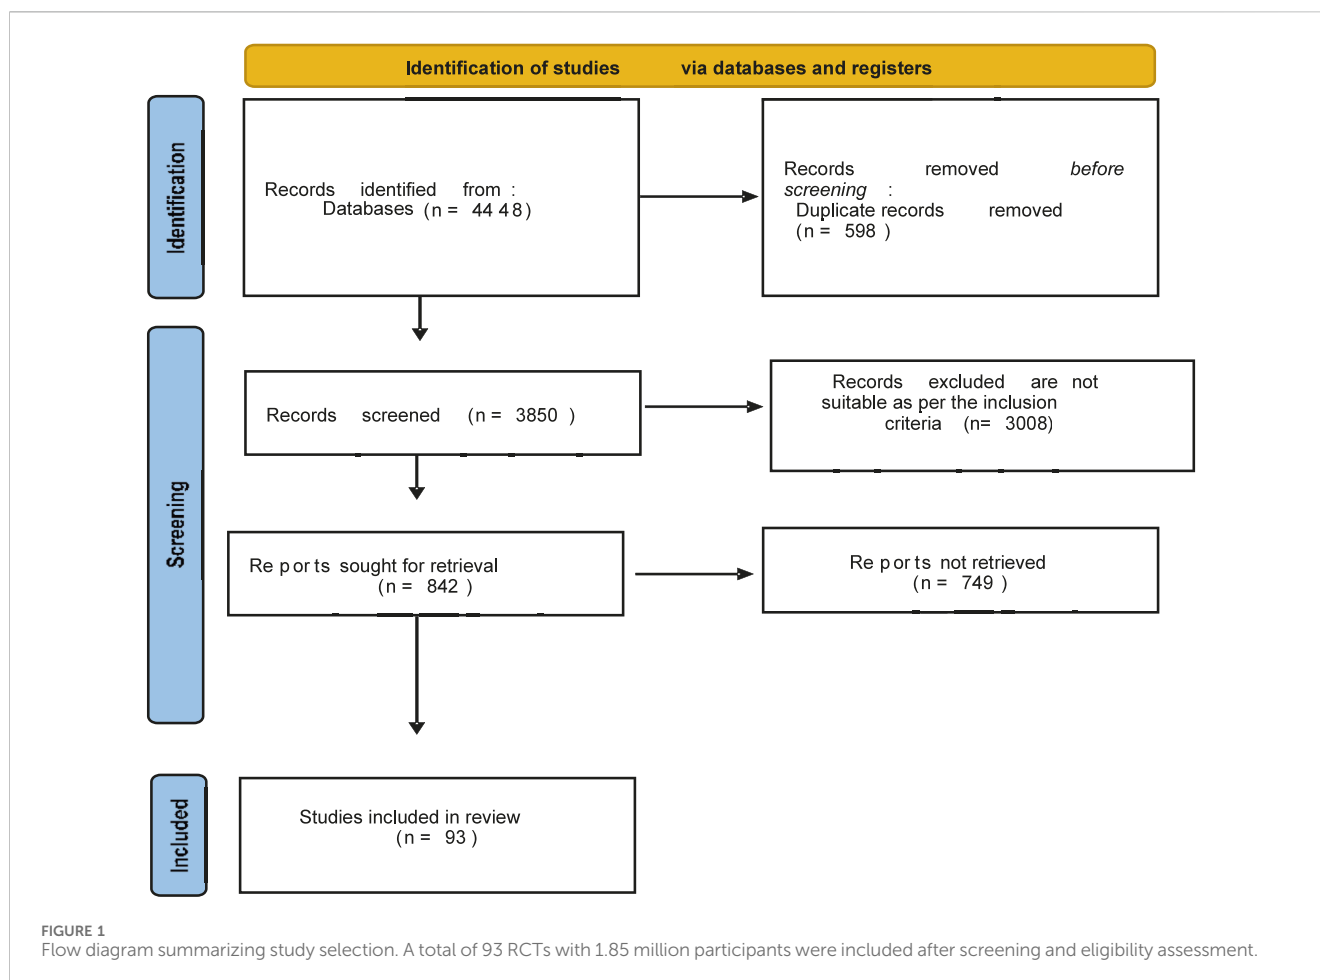 Identification of studies via databases and registers
Identification
Records identified from :
Databases (n = 44 4 8)
Records removed before
screening :
Duplicate records removed
(n = 598 )
Screening
Records screened (n = 3850 )
Records excluded are not
suitable as per the inclusion
criteria (n= 3008)
Re p or ts sought for retrieval
(n = 842 )
Re p or ts not retrieved
(n = 749 )
Included
Studies included in review
(n = 93 )
FIGURE 1
Flow diagram summarizing study selection. A total of 93 RCTs with 1.85 million participants were included after screening and eligibility assessment.